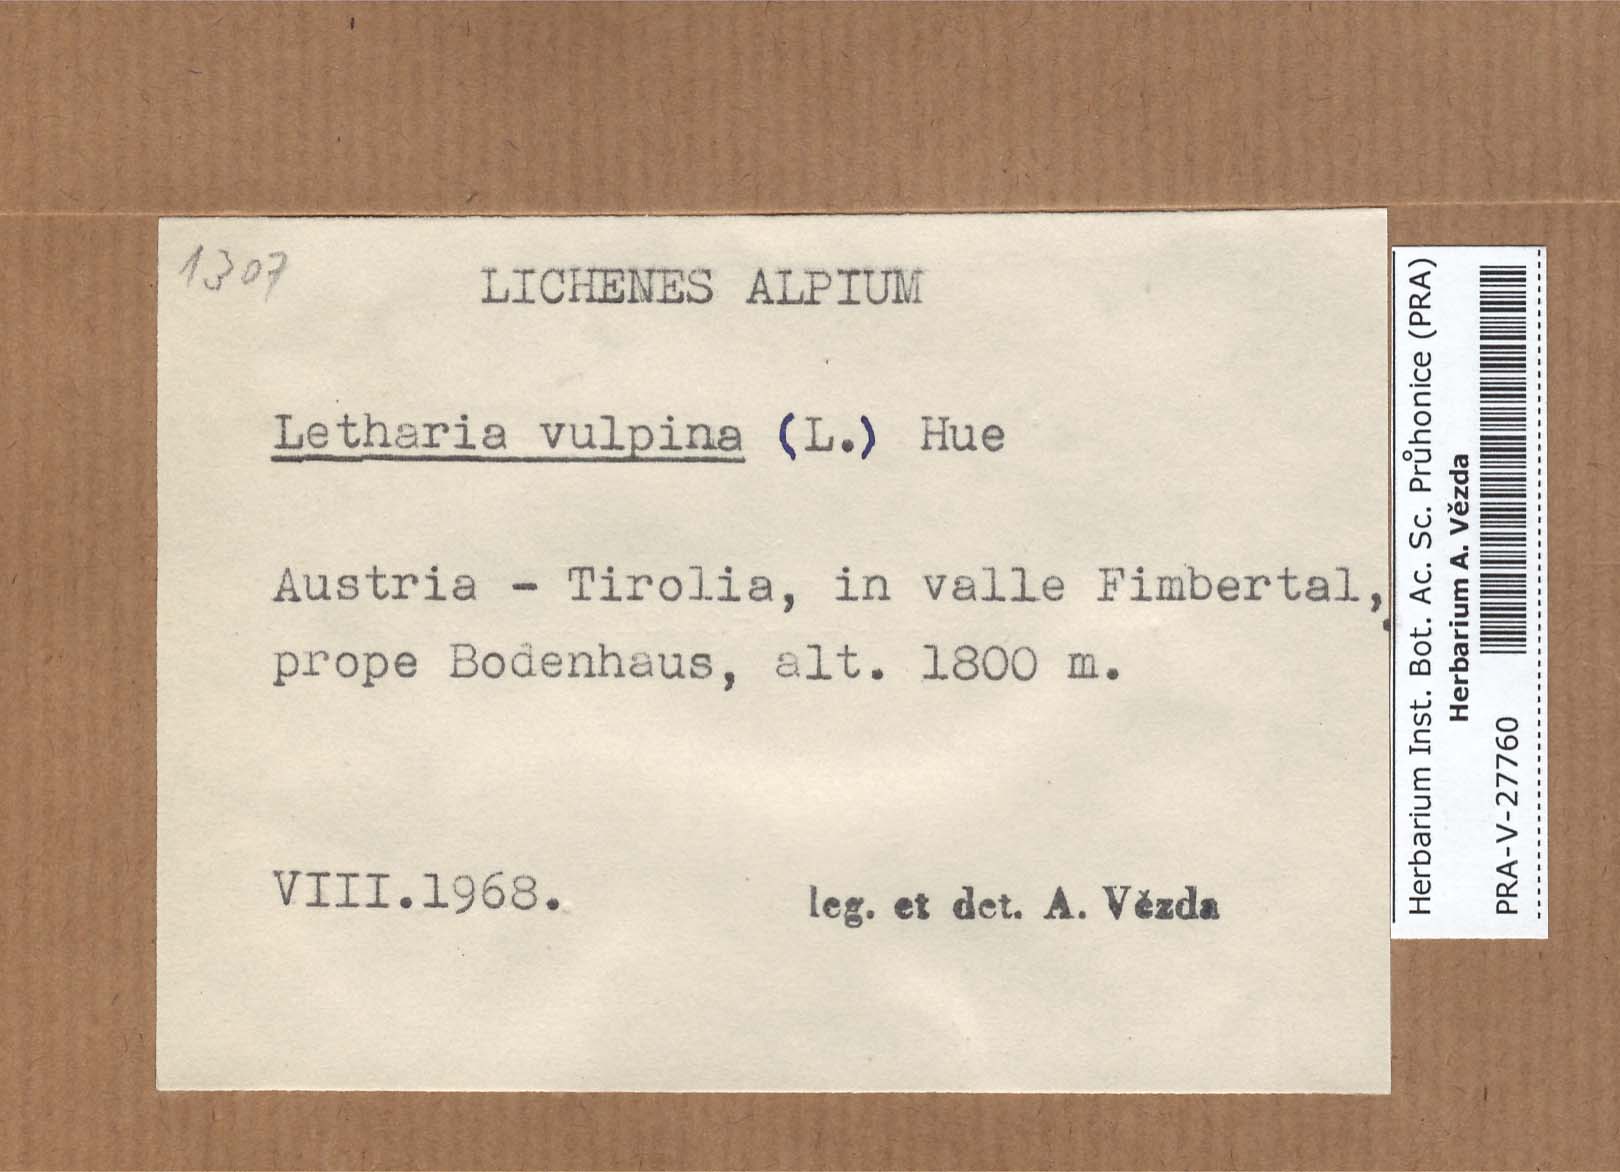 1307
LICHENES ALPIUM
Letharia vulpina (L.) Hue
Austria - Tirolia, in valle Fimbertal,
prope Bodenhaus, alt. 1800 m.
VIII.1968.
leg. et det. A. Vězda
Herbarium Inst. Bot. Ac. Sc. Průhonice (PRA)
Herbarium A. Vězda
PRA-V-27760